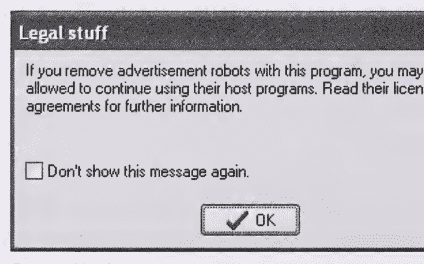 Legal stuff
If you remove advertisement robots with this program, you may
allowed to continue using their host programs. Read their licen
agreements for further information.
Don't show this message again.
OK